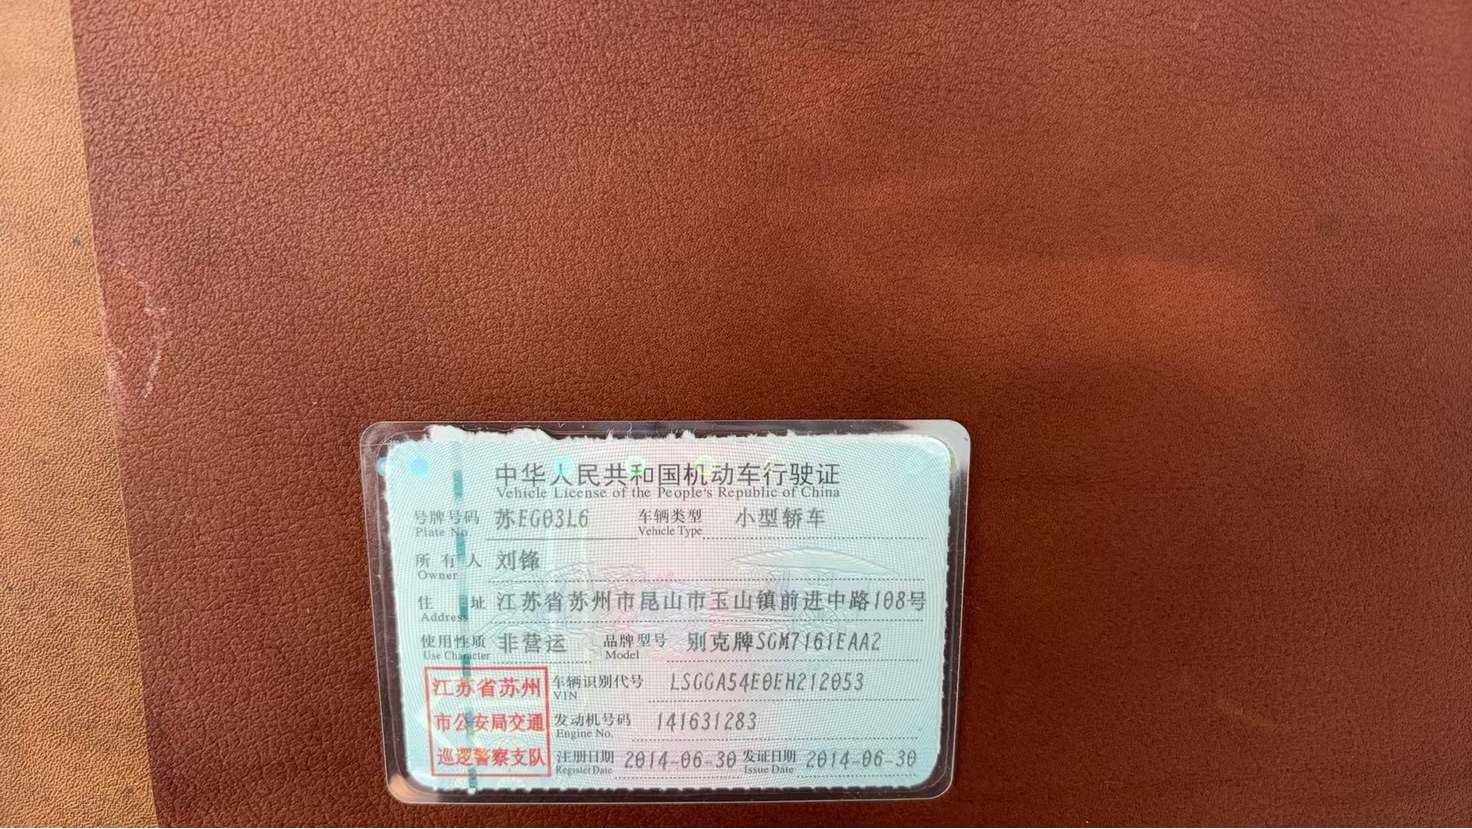 中华人民共和国机动车行驶证
Vehicle License of the People's Republic of China
号牌号码 苏EG03L6 车辆类型 小型轿车
Plate No. Vehicle Type
所有人 刘锋
Owner
住址 江苏省苏州市昆山市玉山镇前进中路108号
Address
使用性质 非营运 品牌型号 别克牌SGM7161EAA2
Use Character Model
江苏省苏州 车辆识别代号 LSGGA54E0EH212053
VIN
市公安局交通 发动机号码 141631283
Engine No.
巡逻警察支队 注册日期 2014-06-30 发证日期 2014-06-30
Register Date Issue Date